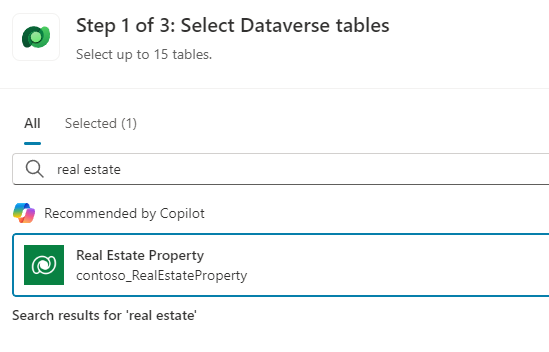 Step 1 of 3: Select Dataverse tables
Select up to 15 tables.
All Selected (1)
real estate
Recommended by Copilot
Real Estate Property
contoso_RealEstateProperty
Search results for 'real estate'